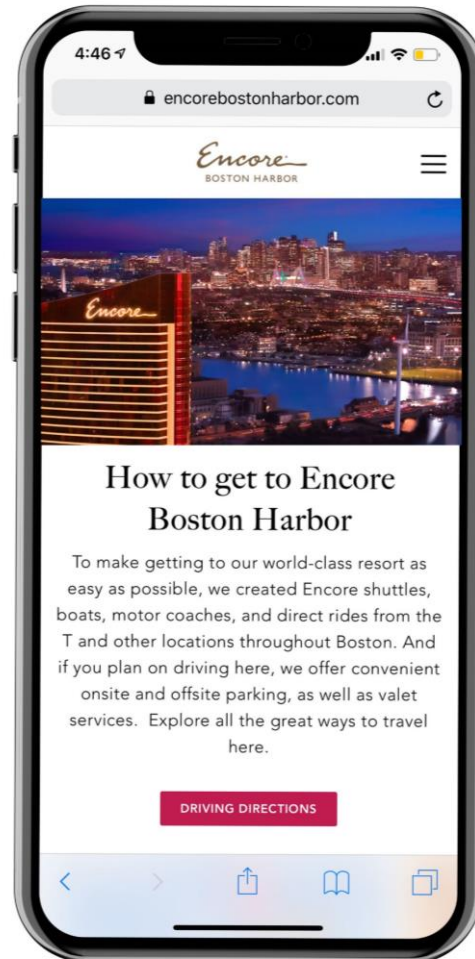 4:46
encorebostonharbor.com
Encore
BOSTON HARBOR
Encore
How to get to Encore
Boston Harbor
To make getting to our world-class resort as
easy as possible, we created Encore shuttles,
boats, motor coaches, and direct rides from the
T and other locations throughout Boston. And
if you plan on driving here, we offer convenient
onsite and offsite parking, as well as valet
services. Explore all the great ways to travel
here.
DRIVING DIRECTIONS